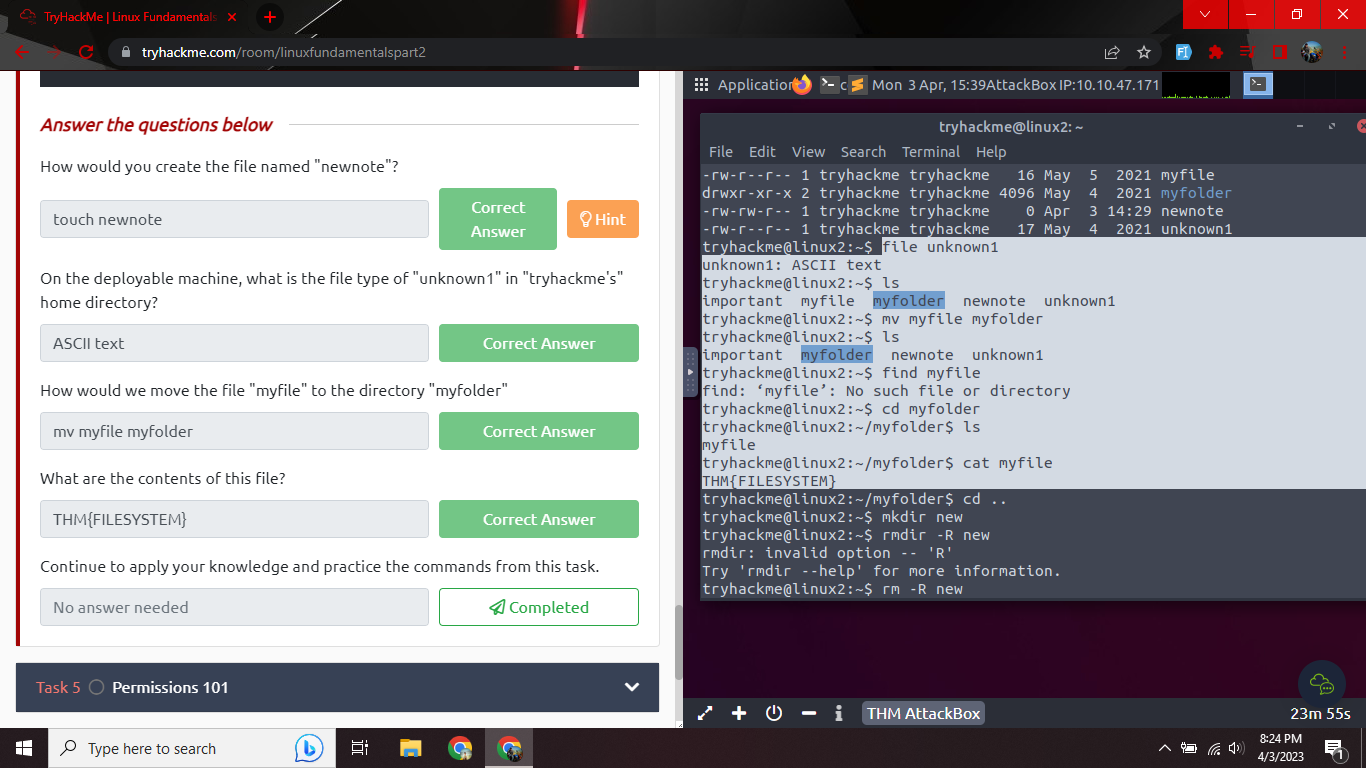 TryHackMe | Linux Fundamentals
tryhackme.com/room/linuxfundamentalspart2
Answer the questions below
How would you create the file named "newnote"?
touch newnote
Correct
Answer
Hint
On the deployable machine, what is the file type of "unknown1" in "tryhackme's"
home directory?
ASCII text
Correct Answer
How would we move the file "myfile" to the directory "myfolder"
mv myfile myfolder
Correct Answer
What are the contents of this file?
THM{FILESYSTEM}
Correct Answer
Continue to apply your knowledge and practice the commands from this task.
No answer needed
Completed
Task 5 Permissions 101
Application Mon 3 Apr, 15:39 AttackBox IP:10.10.47.171
tryhackme@linux2: ~
File Edit View Search Terminal Help
-rw-r--r-- 1 tryhackme tryhackme   16 May  5  2021 myfile
drwxr-xr-x 2 tryhackme tryhackme 4096 May  4  2021 myfolder
-rw-rw-r-- 1 tryhackme tryhackme    0 Apr  3 14:29 newnote
-rw-rw-r-- 1 tryhackme tryhackme   17 May  4  2021 unknown1
tryhackme@linux2:~$ file unknown1
unknown1: ASCII text
tryhackme@linux2:~$ ls
important  myfile  myfolder  newnote  unknown1
tryhackme@linux2:~$ mv myfile myfolder
tryhackme@linux2:~$ ls
important  myfolder  newnote  unknown1
tryhackme@linux2:~$ find myfile
find: ‘myfile’: No such file or directory
tryhackme@linux2:~$ cd myfolder
tryhackme@linux2:~/myfolder$ ls
myfile
tryhackme@linux2:~/myfolder$ cat myfile
THM{FILESYSTEM}
tryhackme@linux2:~/myfolder$ cd ..
tryhackme@linux2:~$ mkdir new
tryhackme@linux2:~$ rmdir -R new
rmdir: invalid option -- 'R'
Try 'rmdir --help' for more information.
tryhackme@linux2:~$ rm -R new
THM AttackBox
23m 55s
Type here to search
8:24 PM
4/3/2023
1